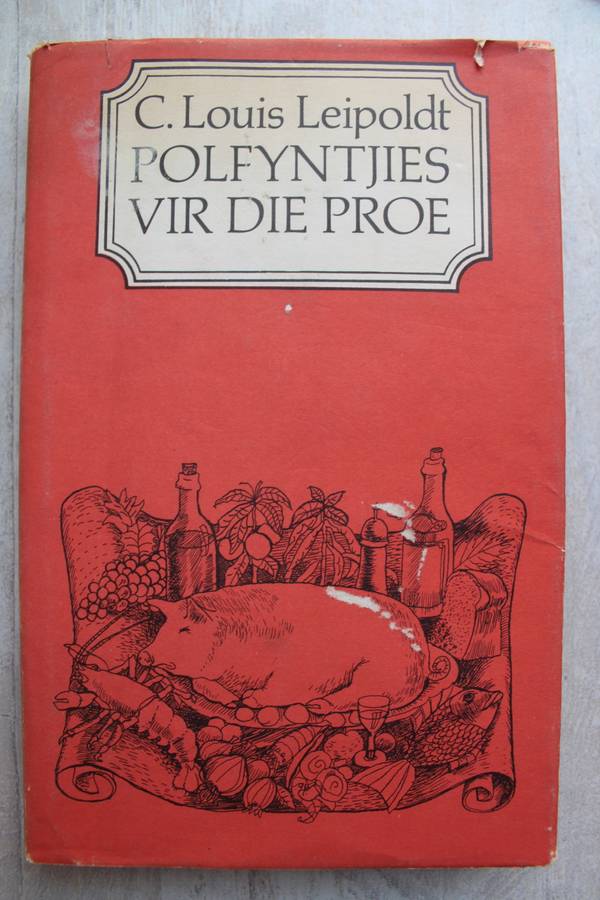 C. Louis Leipoldt
POLFYNTJIES
VIR DIE PROE